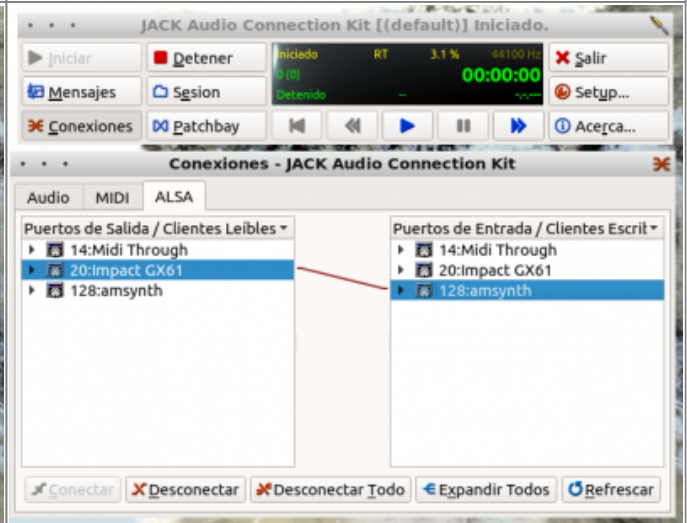 JACK Audio Connection Kit [(default)] Iniciado.
Iniciar
Detener
Iniciado RT 3.1 % 44100 Hz
0 (0) 00:00:00
Detenido -- -.-.---
Salir
Mensajes
Sesion
Setup...
Conexiones
Patchbay
Acerca...
Conexiones - JACK Audio Connection Kit
Audio MIDI ALSA
Puertos de Salida / Clientes Leíbles
14:Midi Through
20:Impact GX61
128:amsynth
Puertos de Entrada / Clientes Escrit
14:Midi Through
20:Impact GX61
128:amsynth
Conectar Desconectar Desconectar Todo Expandir Todos Refrescar